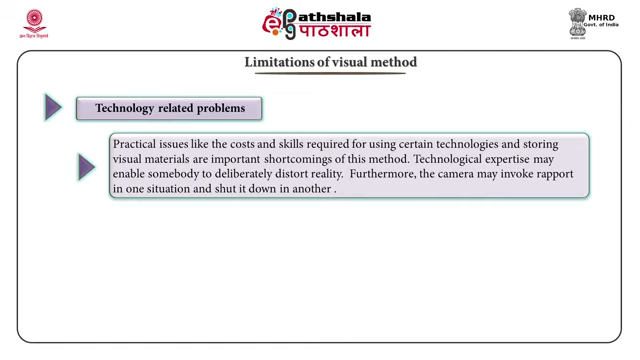 ePathshala
पाठशाला
MHRD
Govt. of India
Limitations of visual method
Technology related problems
Practical issues like the costs and skills required for using certain technologies and storing
visual materials are important shortcomings of this method. Technological expertise may
enable somebody to deliberately distort reality. Furthermore, the camera may invoke rapport
in one situation and shut it down in another .